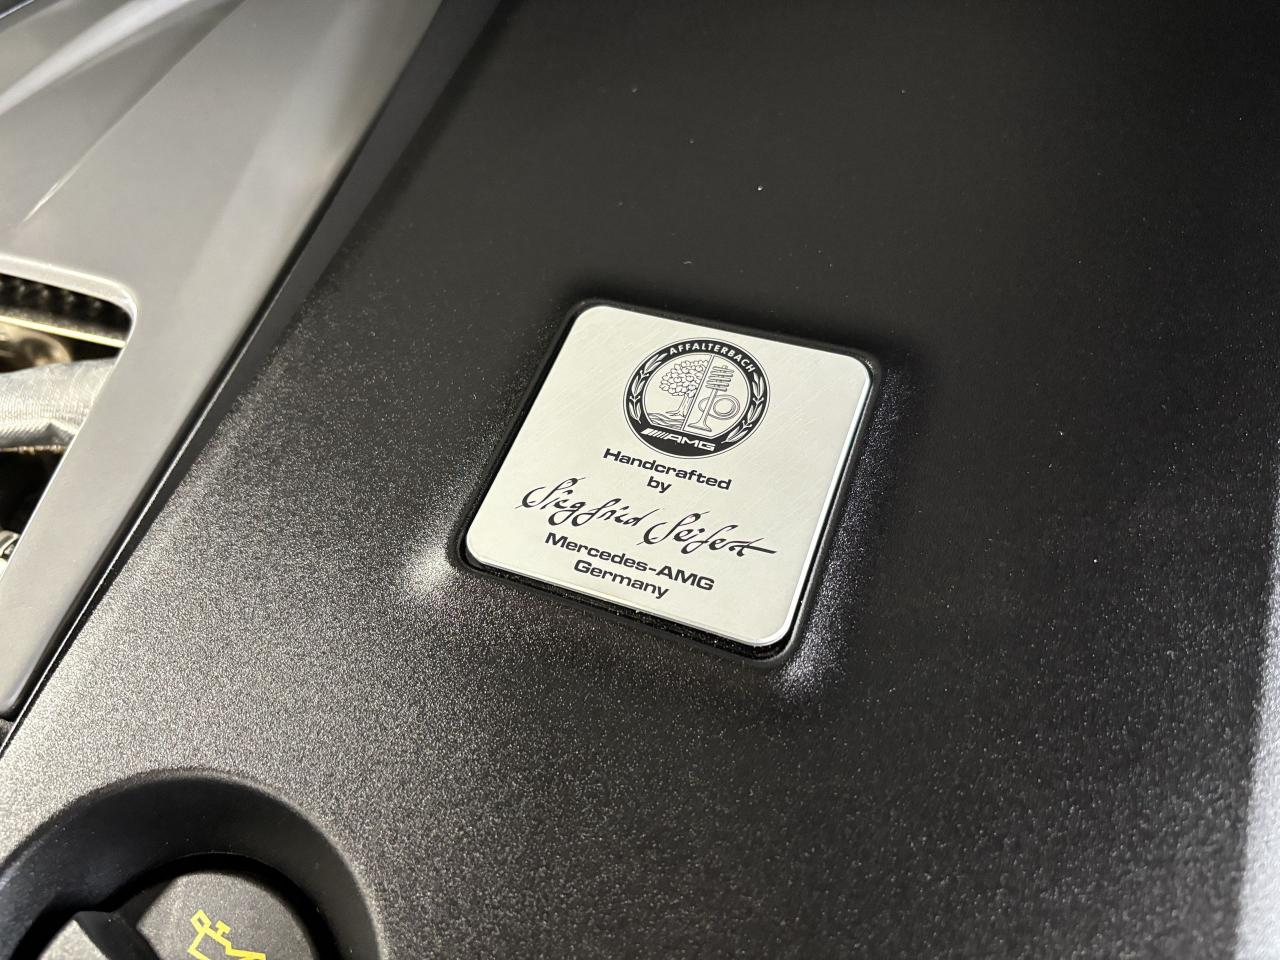 AFFALTERBACH
AMG
Handcrafted
by
Siegfried Seifert
Mercedes-AMG
Germany